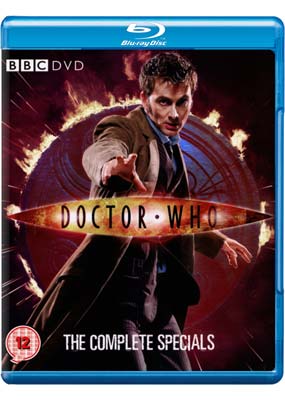 Blu-ray Disc
BBC DVD
DOCTOR · WHO
THE COMPLETE SPECIALS
12